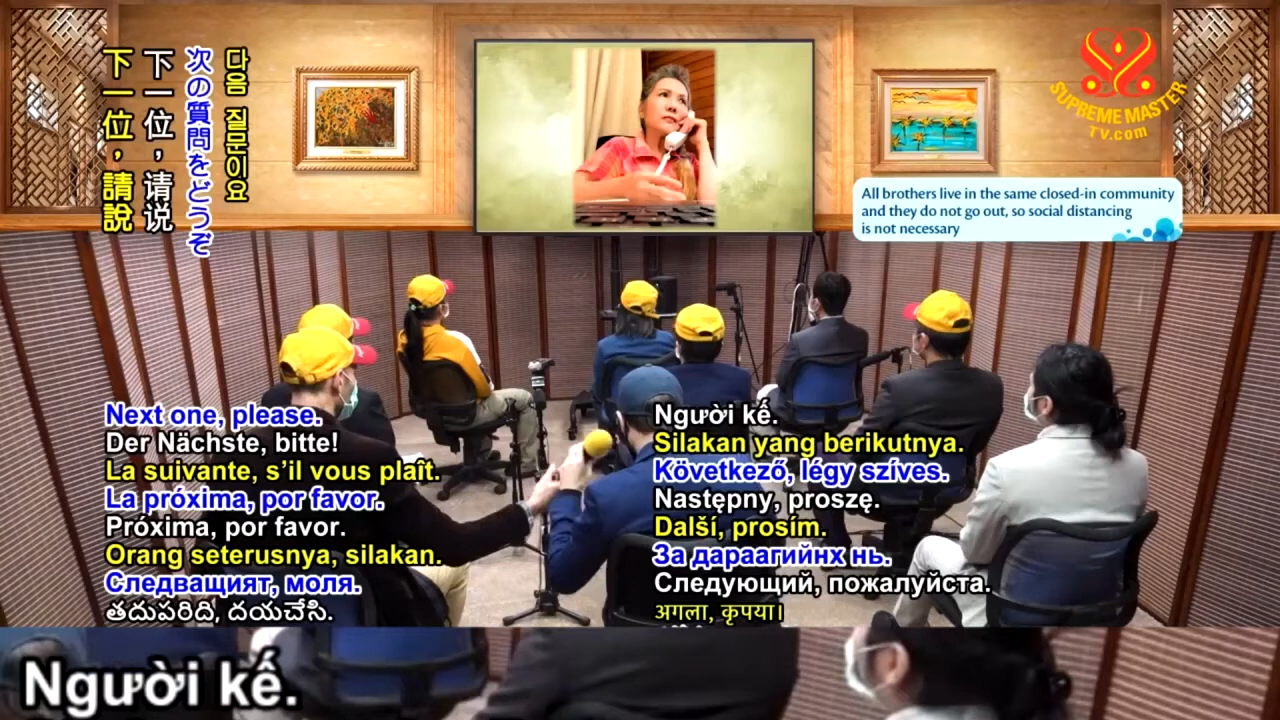 다음 질문이요
次の質問をどうぞ
下一位,请说
下一位,請說
SUPREME MASTER
TV.com
All brothers live in the same closed-in community
and they do not go out, so social distancing
is not necessary
Next one, please.
Der Nächste, bitte!
La suivante, s'il vous plaît.
La próxima, por favor.
Próxima, por favor.
Orang seterusnya, silakan.
Следващият, моля.
తదుపరిది, దయచేసి.
Người kế.
Silakan yang berikutnya.
Következő, légy szíves.
Następny, proszę.
Další, prosím.
За дараагийнх нь.
Следующий, пожалуйста.
अगला, कृपया।
Người kế.